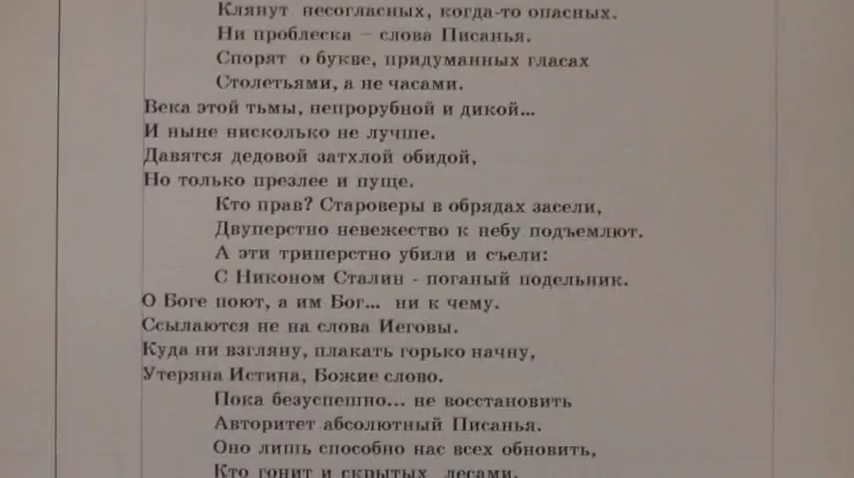 Клянут несогласных, когда-то опасных.
Ни проблеска – слова Писанья.
Спорят о букве, придуманных гласах
Столетьями, а не часами.
Века этой тьмы, непрорубной и дикой...
И ныне нисколько не лучше.
Давятся дедовой затхлой обидой,
Но только презлее и пуще.
Кто прав? Староверы в обрядах засели,
Двуперстно невежество к небу подъемлют.
А эти триперстно убили и съели:
С Никоном Сталин - поганый подельник.
О Боге поют, а им Бог... ни к чему.
Ссылаются не на слова Иеговы.
Куда ни взгляну, плакать горько начну,
Утеряна Истина, Божие слово.
Пока безуспешно... не восстановить
Авторитет абсолютный Писанья.
Оно лишь способно нас всех обновить,
Кто гонит и скрытых лесами.